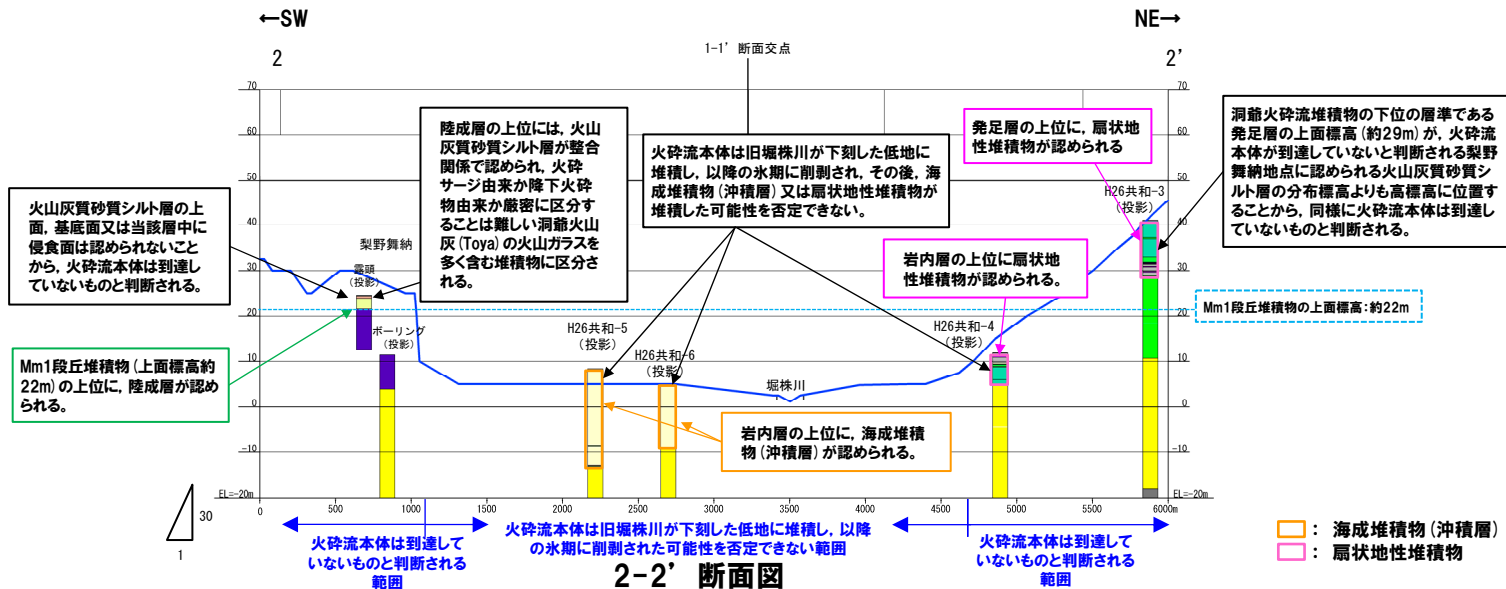 ←SW
NE→
2
1-1’断面交点
2’
70
60
50
40
30
20
10
0
-10
EL=-20m
70
60
50
40
30
20
10
0
-10
EL=-20m
火山灰質砂質シルト層の上
面,基底面又は当該層中に
侵食面は認められないこと
から,火砕流本体は到達し
ていないものと判断される。
陸成層の上位には,火山
灰質砂質シルト層が整合
関係で認められ,火砕
サージ由来か降下火砕
物由来か厳密に区分す
ることは難しい洞爺火山
灰(Toya)の火山ガラスを
多く含む堆積物に区分さ
れる。
火砕流本体は旧堀株川が下刻した低地に
堆積し,以降の氷期に削剥され,その後,海
成堆積物(沖積層)又は扇状地性堆積物が
堆積した可能性を否定できない。
発足層の上位に,扇状地
性堆積物が認められる
洞爺火砕流堆積物の下位の層準である
発足層の上面標高(約29m)が,火砕流
本体が到達していないと判断される梨野
舞納地点に認められる火山灰質砂質シ
ルト層の分布標高よりも高標高に位置す
ることから,同様に火砕流本体は到達し
ていないものと判断される。
岩内層の上位に扇状地
性堆積物が認められる。
Mm1段丘堆積物の上面標高:約22m
Mm1段丘堆積物(上面標高約
22m)の上位に,陸成層が認め
られる。
岩内層の上位に,海成堆積
物(沖積層)が認められる。
梨野舞納
露頭
(投影)
ボーリング
(投影)
H26共和-5
(投影)
H26共和-6
(投影)
堀株川
H26共和-4
(投影)
H26共和-3
(投影)
30
1
0
500
1000
1500
2000
2500
3000
3500
4000
4500
5000
5500
6000m
火砕流本体は到達して
いないものと判断される
範囲
火砕流本体は旧堀株川が下刻した低地に堆積し,以降
の氷期に削剥された可能性を否定できない範囲
火砕流本体は到達して
いないものと判断される
範囲
2-2’断面図
:海成堆積物(沖積層)
:扇状地性堆積物